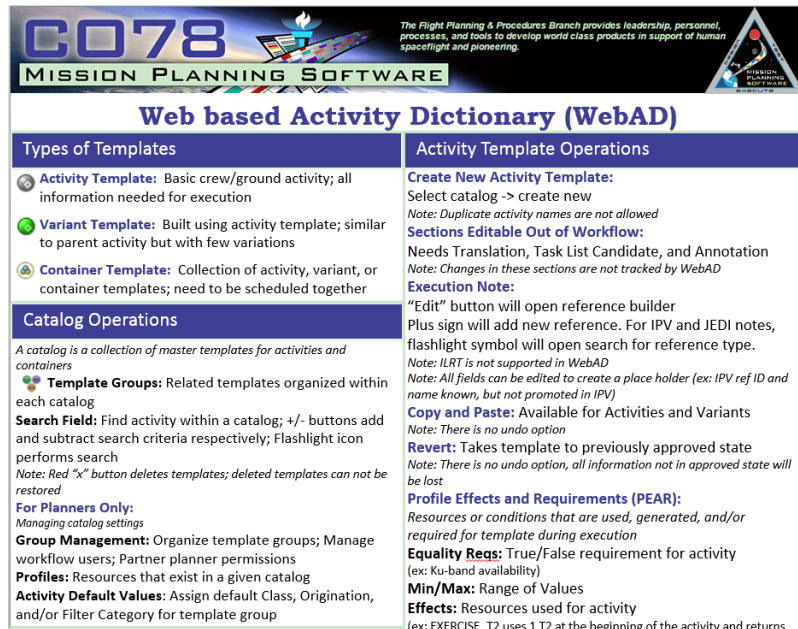 CO78
MISSION PLANNING SOFTWARE
The Flight Planning & Procedures Branch provides leadership, personnel,
processes, and tools to develop world class products in support of human
spaceflight and pioneering.
MISSION
PLANNING
SOFTWARE
EXECUTE
Web based Activity Dictionary (WebAD)
Types of Templates
Activity Template: Basic crew/ground activity; all
information needed for execution
Variant Template: Built using activity template; similar
to parent activity but with few variations
Container Template: Collection of activity, variant, or
container templates; need to be scheduled together
Catalog Operations
A catalog is a collection of master templates for activities and
containers
Template Groups: Related templates organized within
each catalog
Search Field: Find activity within a catalog; +/- buttons add
and subtract search criteria respectively; Flashlight icon
performs search
Note: Red “x” button deletes templates; deleted templates can not be
restored
For Planners Only:
Managing catalog settings
Group Management: Organize template groups; Manage
workflow users; Partner planner permissions
Profiles: Resources that exist in a given catalog
Activity Default Values: Assign default Class, Origination,
and/or Filter Category for template group
Activity Template Operations
Create New Activity Template:
Select catalog -> create new
Note: Duplicate activity names are not allowed
Sections Editable Out of Workflow:
Needs Translation, Task List Candidate, and Annotation
Note: Changes in these sections are not tracked by WebAD
Execution Note:
“Edit” button will open reference builder
Plus sign will add new reference. For IPV and JEDI notes,
flashlight symbol will open search for reference type.
Note: ILRT is not supported in WebAD
Note: All fields can be edited to create a place holder (ex: IPV ref ID and
name known, but not promoted in IPV)
Copy and Paste: Available for Activities and Variants
Note: There is no undo option
Revert: Takes template to previously approved state
Note: There is no undo option, all information not in approved state will
be lost
Profile Effects and Requirements (PEAR):
Resources or conditions that are used, generated, and/or
required for template during execution
Equality Reqs: True/False requirement for activity
(ex: Ku-band availability)
Min/Max: Range of Values
Effects: Resources used for activity
(ex: EXERCISE_T2 uses 1 T2 at the beginning of the activity and returns